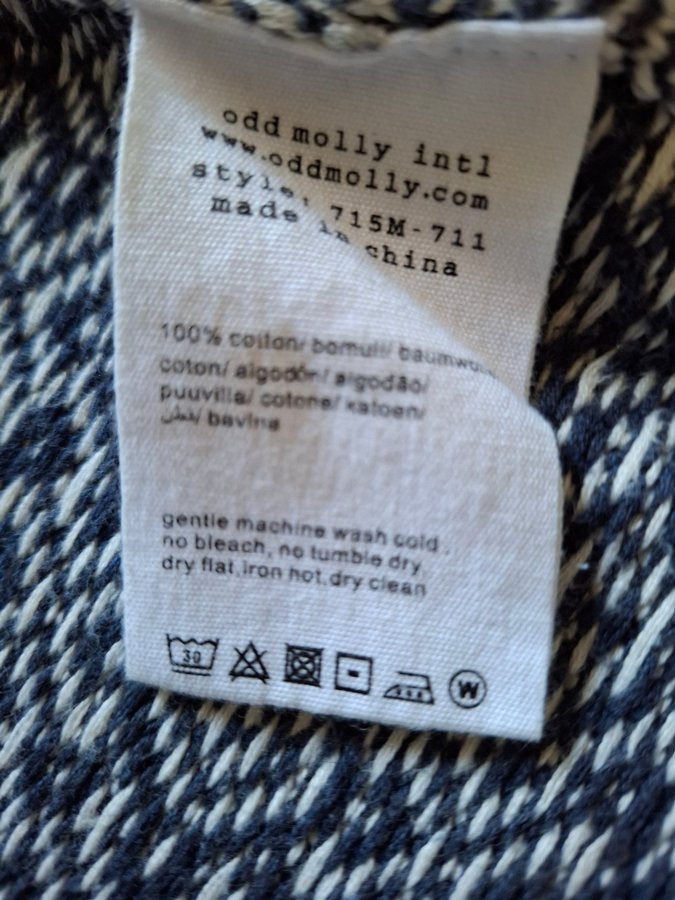 odd molly intl
www.oddmolly.com
style: 715M-711
made in china
100% cotton/ bomull/ baumwo
coton/ algodón/ algodão/
puuvilla/ cotone/ katoen/
قطن/ bavlna
gentle machine wash cold.
no bleach, no tumble dry,
dry flat,iron hot,dry clean
30 W